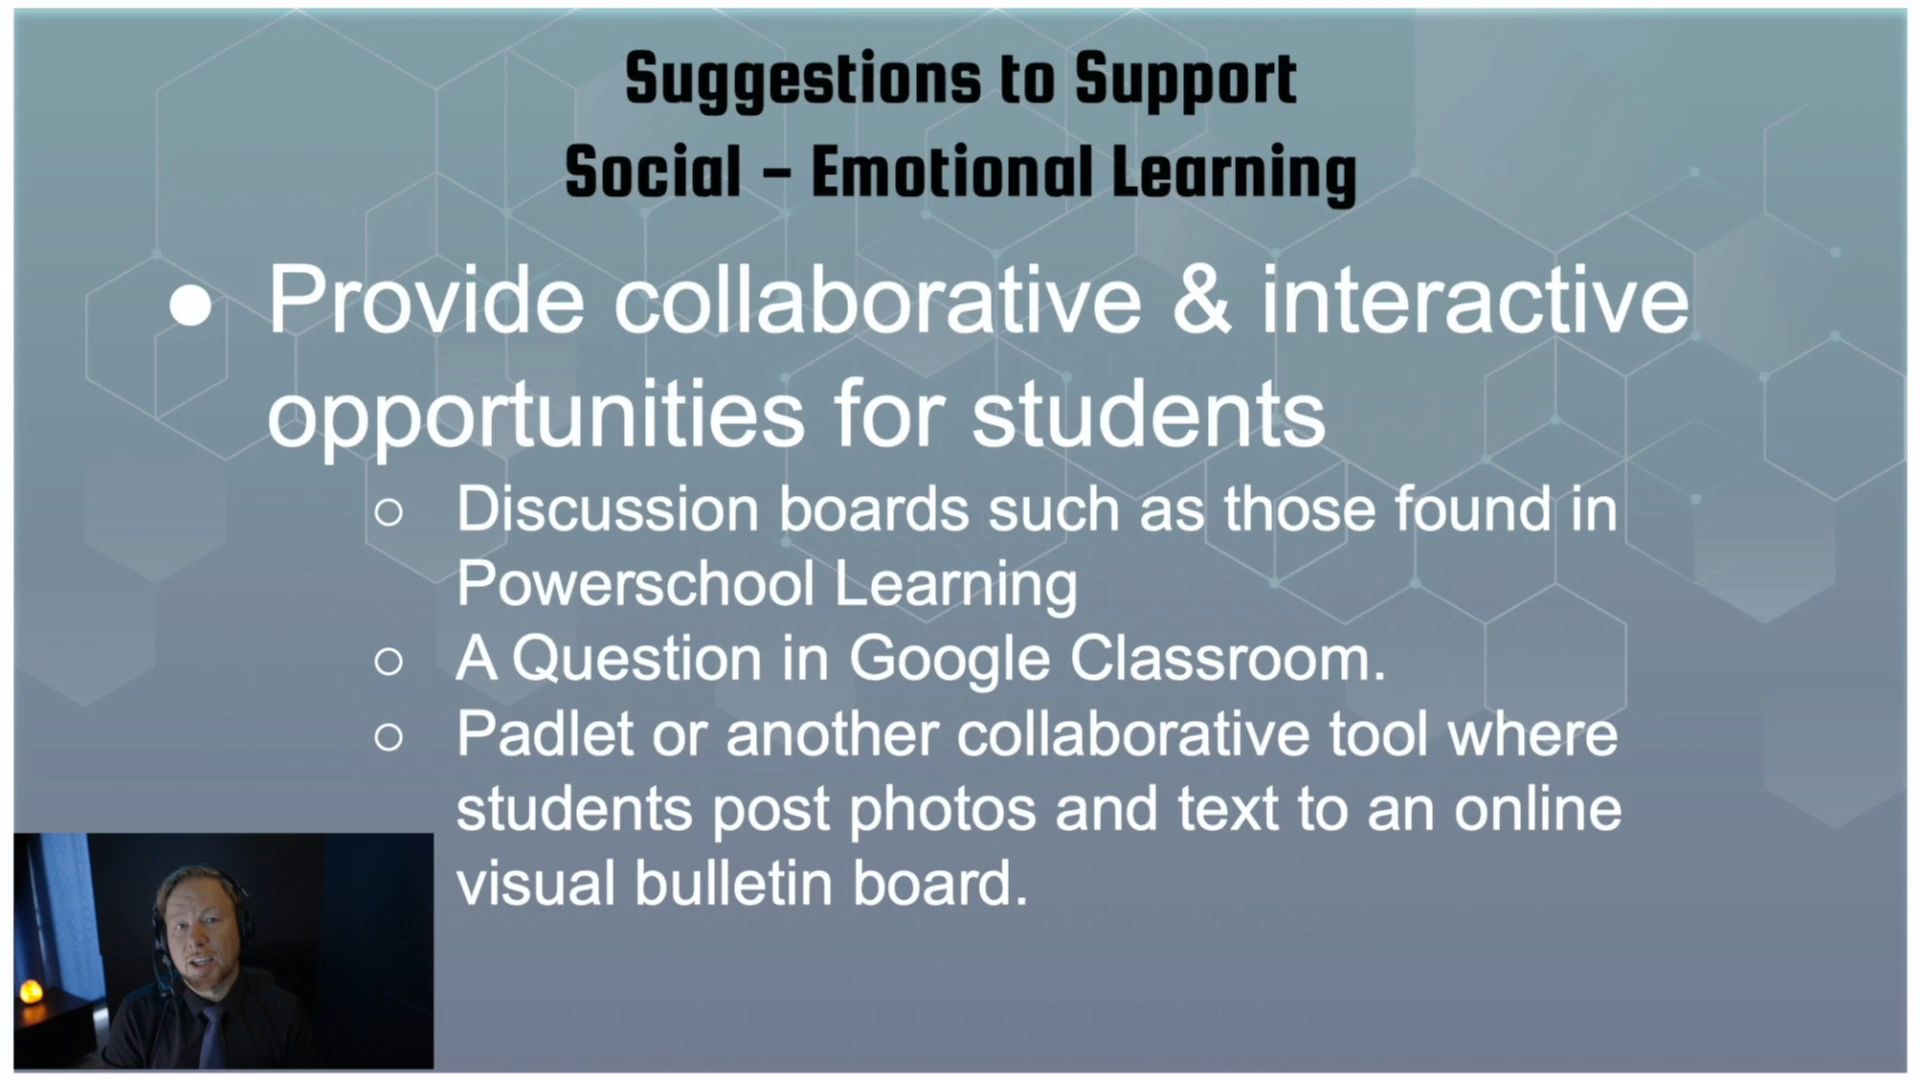 Suggestions to Support
Social - Emotional Learning
● Provide collaborative & interactive
opportunities for students
○ Discussion boards such as those found in
Powerschool Learning
○ A Question in Google Classroom.
○ Padlet or another collaborative tool where
students post photos and text to an online
visual bulletin board.